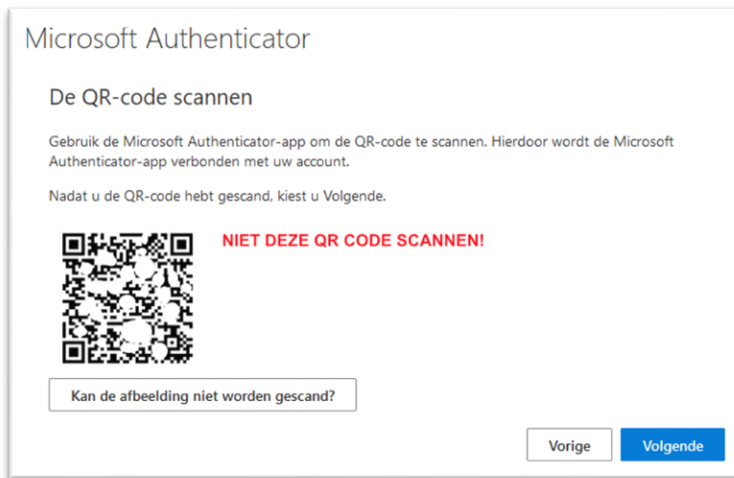 Microsoft Authenticator
De QR-code scannen
Gebruik de Microsoft Authenticator-app om de QR-code te scannen. Hierdoor wordt de Microsoft
Authenticator-app verbonden met uw account.
Nadat u de QR-code hebt gescand, kiest u Volgende.
NIET DEZE QR CODE SCANNEN!
Kan de afbeelding niet worden gescand?
Vorige
Volgende